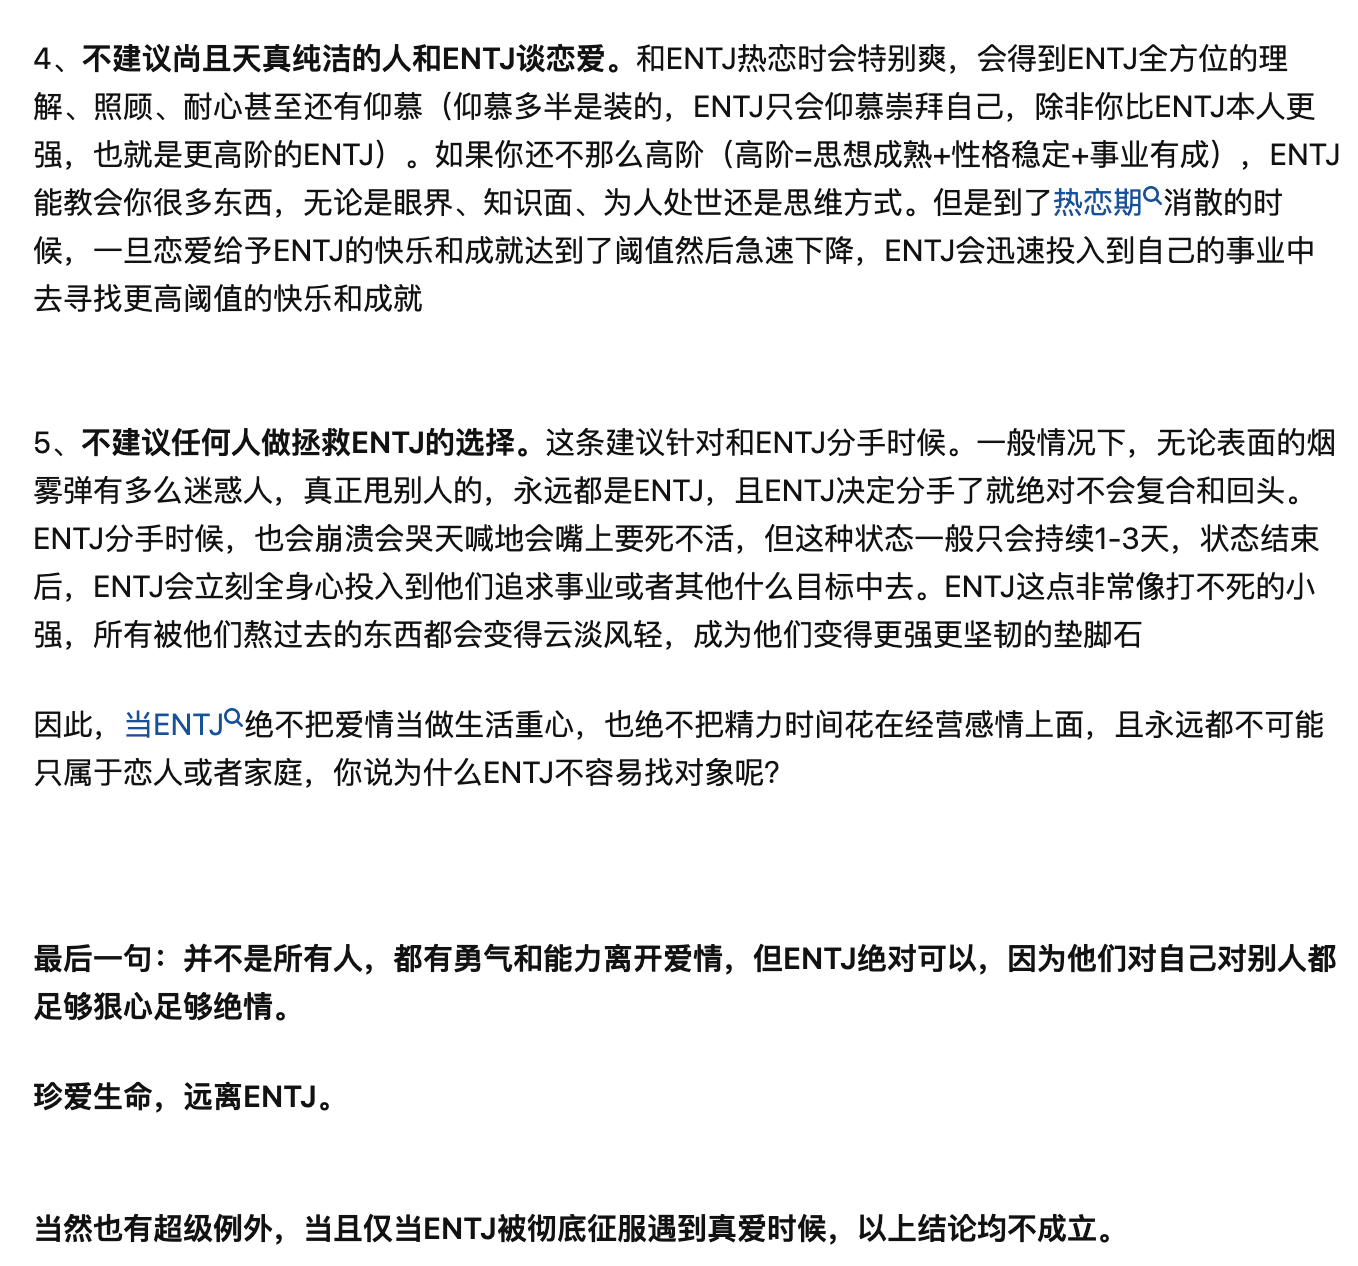 4、不建议尚且天真纯洁的人和ENTJ谈恋爱。和ENTJ热恋时会特别爽，会得到ENTJ全方位的理
解、照顾、耐心甚至还有仰慕（仰慕多半是装的，ENTJ只会仰慕崇拜自己，除非你比ENTJ本人更
强，也就是更高阶的ENTJ）。如果你还不那么高阶（高阶=思想成熟+性格稳定+事业有成），ENTJ
能教会你很多东西，无论是眼界、知识面、为人处世还是思维方式。但是到了热恋期消散的时
候，一旦恋爱给予ENTJ的快乐和成就达到了阈值然后急速下降，ENTJ会迅速投入到自己的事业中
去寻找更高阈值的快乐和成就
5、不建议任何人做拯救ENTJ的选择。这条建议针对和ENTJ分手时候。一般情况下，无论表面的烟
雾弹有多么迷惑人，真正甩别人的，永远都是ENTJ，且ENTJ决定分手了就绝对不会复合和回头。
ENTJ分手时候，也会崩溃会哭天喊地会嘴上要死不活，但这种状态一般只会持续1-3天，状态结束
后，ENTJ会立刻全身心投入到他们追求事业或者其他什么目标中去。ENTJ这点非常像打不死的小
强，所有被他们熬过去的东西都会变得云淡风轻，成为他们变得更强更坚韧的垫脚石
因此，当ENTJ绝不把爱情当做生活重心，也绝不把精力时间花在经营感情上面，且永远都不可能
只属于恋人或者家庭，你说为什么ENTJ不容易找对象呢?
最后一句：并不是所有人，都有勇气和能力离开爱情，但ENTJ绝对可以，因为他们对自己对别人都
足够狠心足够绝情。
珍爱生命，远离ENTJ。
当然也有超级例外，当且仅当ENTJ被彻底征服遇到真爱时候，以上结论均不成立。